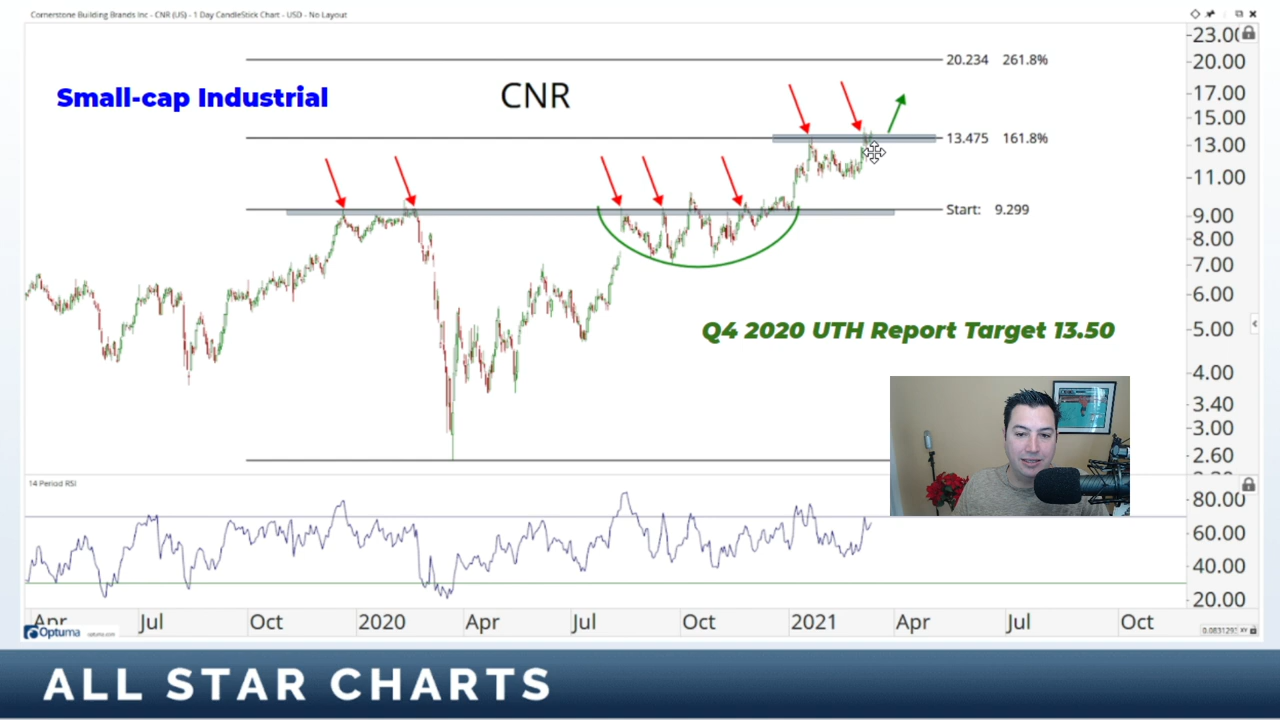 Cornerstone Building Brands Inc - CNR (US) - 1 Day CandleStick Chart - USD - No Layout
20.234 261.8%
Small-cap Industrial
CNR
13.475 161.8%
Start: 9.299
Q4 2020 UTH Report Target 13.50
23.00
20.00
17.00
15.00
13.00
11.00
9.00
8.00
7.00
6.00
5.00
4.00
3.40
3.00
2.60
14 Period RSI
80.00
60.00
40.00
20.00
Apr Jul Oct 2020 Apr Jul Oct 2021 Apr Jul Oct
Optuma optuma.com
ALL STAR CHARTS